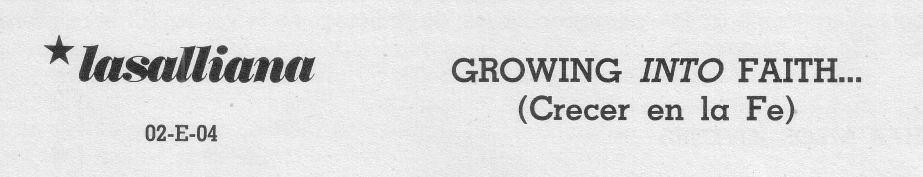 ★ lasalliana
02-E-04
GROWING INTO FAITH...
(Crecer en la Fe)